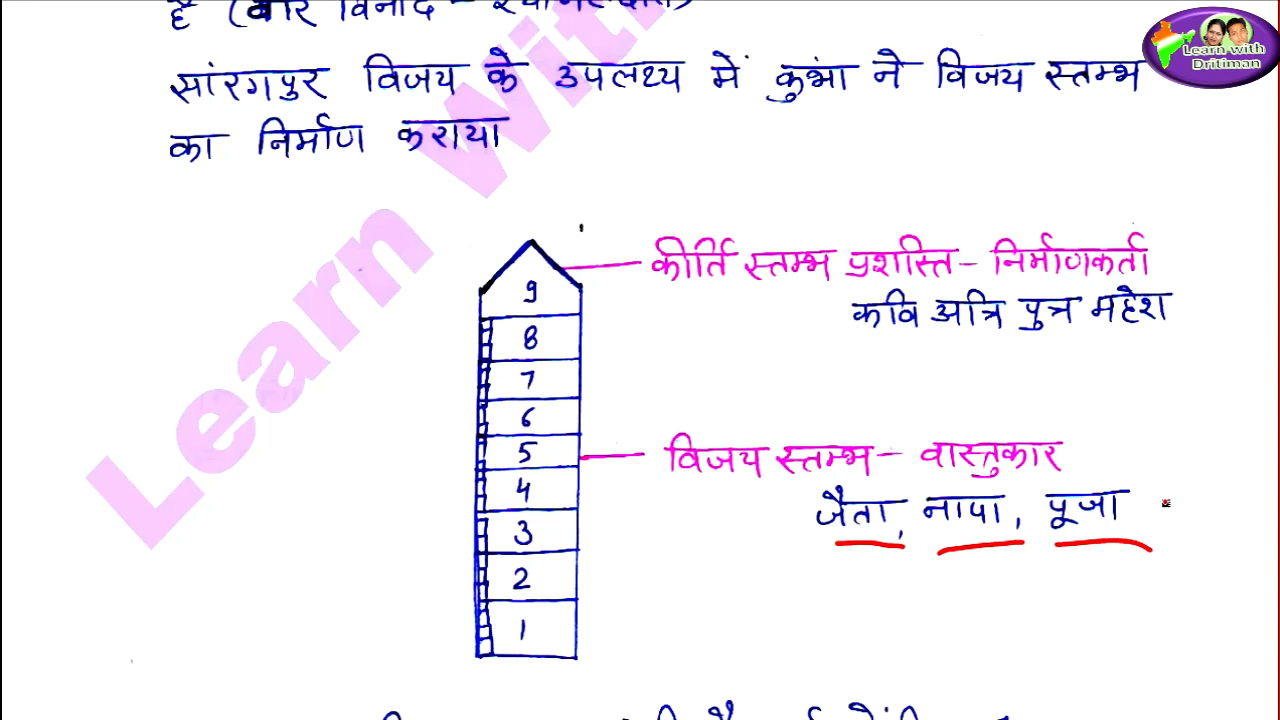 है (वीर विनोद -
सांरगपुर विजय के उपलक्ष्य में कुंभा ने विजय स्तम्भ
का निर्माण कराया
Learn with
Dritiman
Learn With
कीर्ति स्तम्भ प्रशस्ति - निर्माणकर्ता
कवि अत्रि पुत्र महेश
9
8
7
6
5
4
3
2
1
विजय स्तम्भ - वास्तुकार
जैता, नापा, पूजा